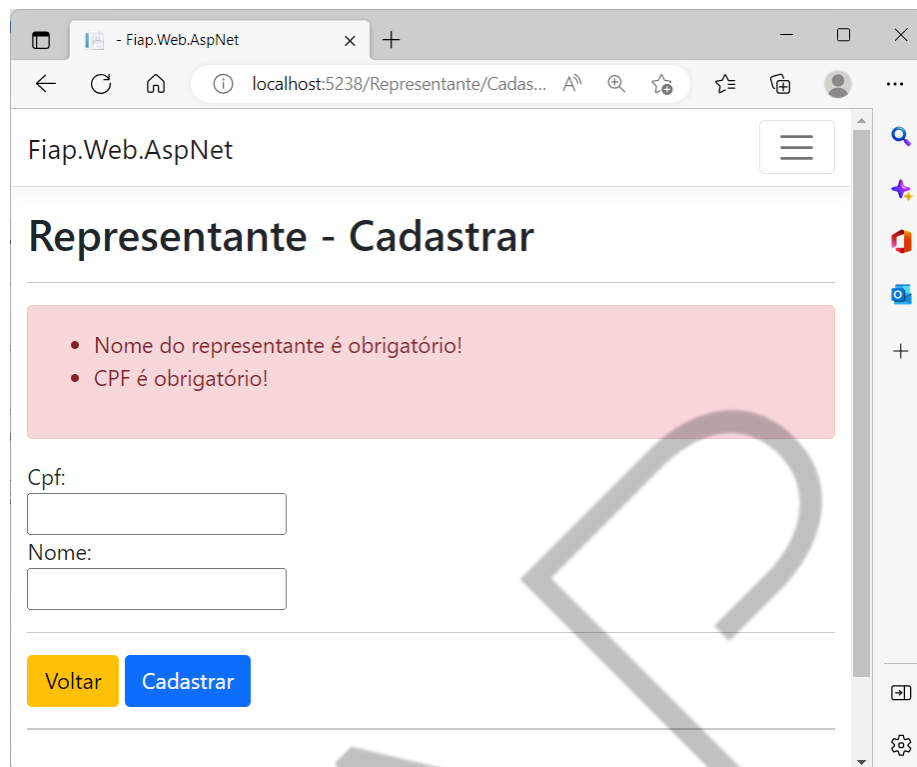 - Fiap.Web.AspNet
localhost:5238/Representante/Cadas...
Fiap.Web.AspNet
Representante - Cadastrar
Nome do representante é obrigatório!
CPF é obrigatório!
Cpf:
Nome:
Voltar Cadastrar